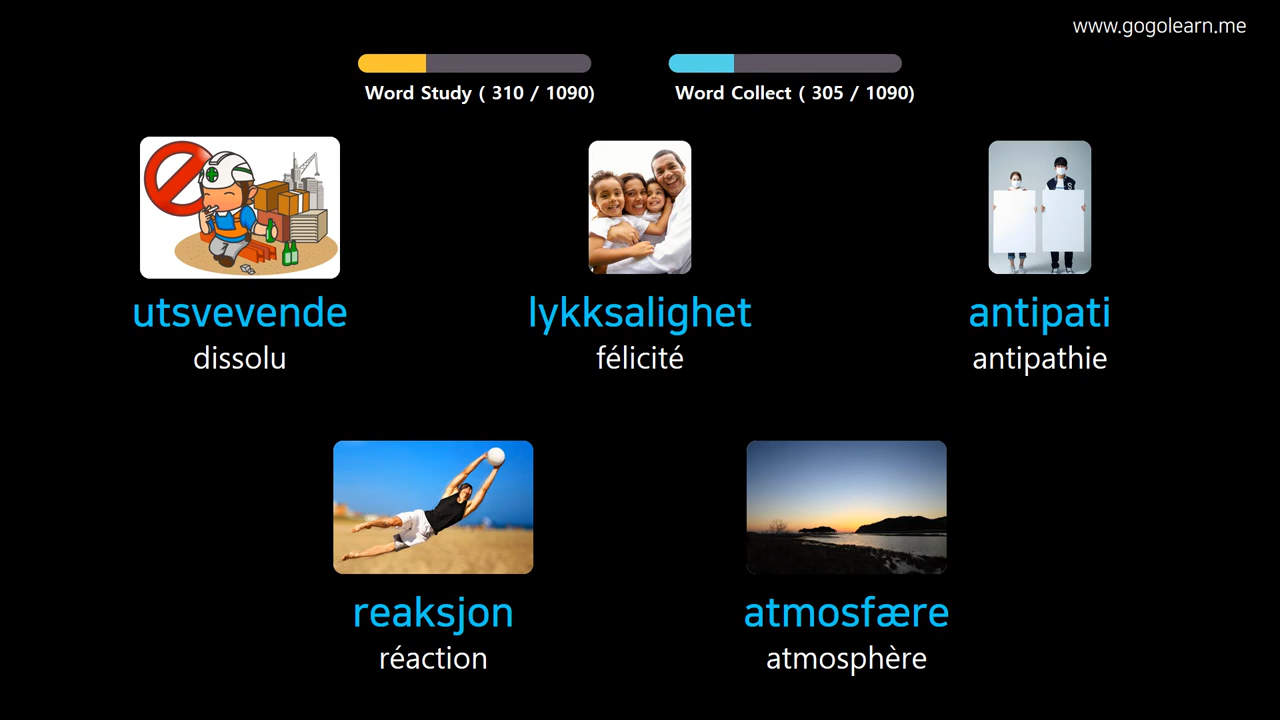 www.gogolearn.me
Word Study ( 310 / 1090)
Word Collect ( 305 / 1090)
utsvevende
dissolu
lykksalighet
félicité
antipati
antipathie
reaksjon
réaction
atmosfære
atmosphère